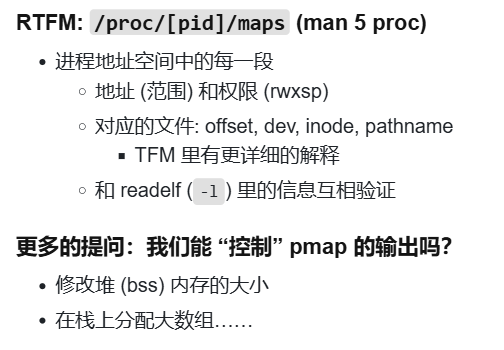 RTFM: /proc/[pid]/maps (man 5 proc)
进程地址空间中的每一段
地址 (范围) 和权限 (rwxsp)
对应的文件: offset, dev, inode, pathname
TFM 里有更详细的解释
和 readelf (-l) 里的信息互相验证
更多的提问：我们能 “控制” pmap 的输出吗？
修改堆 (bss) 内存的大小
在栈上分配大数组……